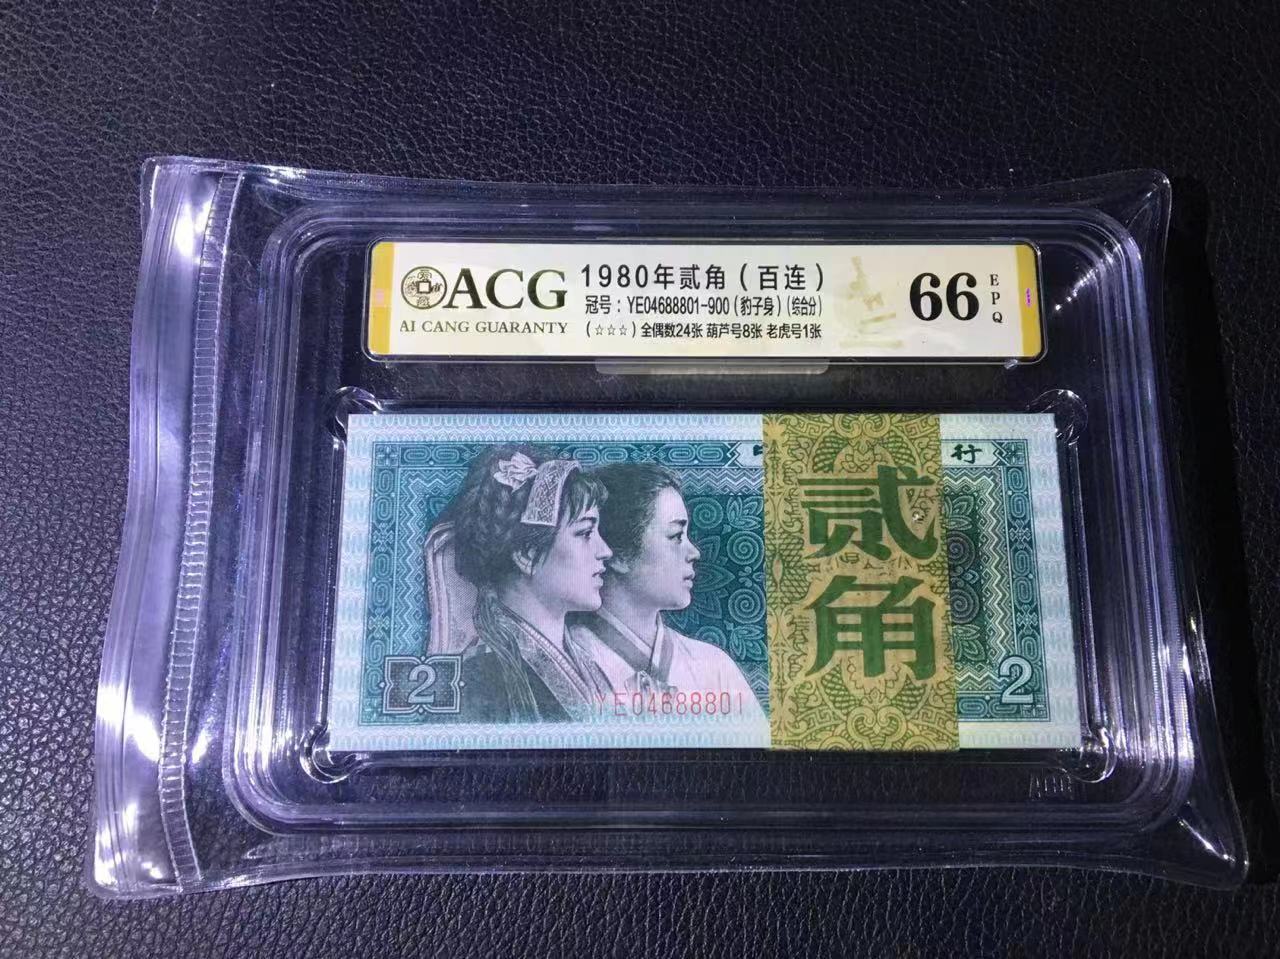 ACG
AI CANG GUARANTY
1980年贰角（百连）
冠号：YE04688801-900（豹子身）（综合分）
（☆☆☆）全偶数24张 葫芦号8张 老虎号1张
66
EPQ
行
贰
角
2
YE04688801
2